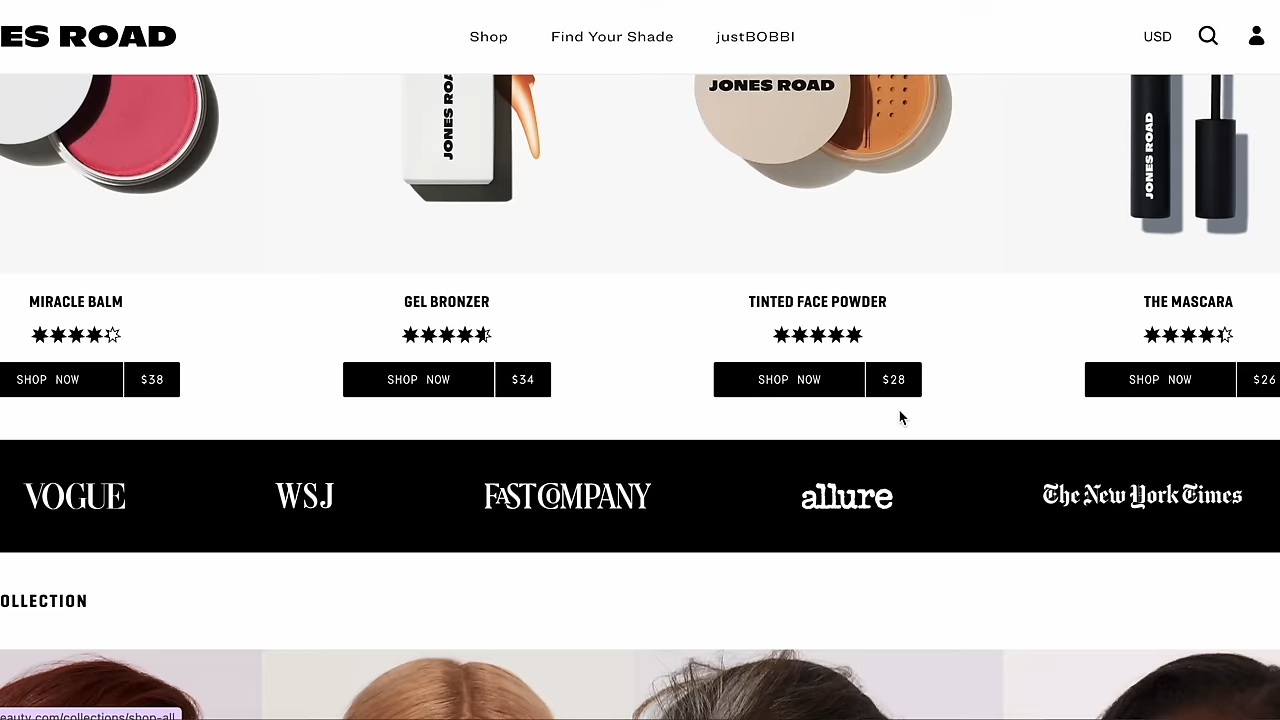 ES ROAD
Shop
Find Your Shade
justBOBBI
USD
JONES ROAD
JONES ROAD
JONES ROAD
MIRACLE BALM
GEL BRONZER
TINTED FACE POWDER
THE MASCARA
SHOP NOW $38
SHOP NOW $34
SHOP NOW $28
SHOP NOW $26
VOGUE
WSJ
FAST COMPANY
allure
The New York Times
OLLECTION
eauty.com/collections/shop-all